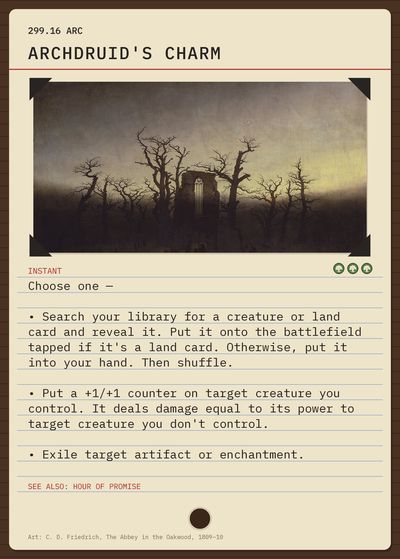 299.16 ARC
ARCHDRUID'S CHARM
INSTANT
Choose one —
• Search your library for a creature or land
card and reveal it. Put it onto the battlefield
tapped if it's a land card. Otherwise, put it
into your hand. Then shuffle.
• Put a +1/+1 counter on target creature you
control. It deals damage equal to its power to
target creature you don't control.
• Exile target artifact or enchantment.
SEE ALSO: HOUR OF PROMISE
Art: C. D. Friedrich, The Abbey in the Oakwood, 1809–10